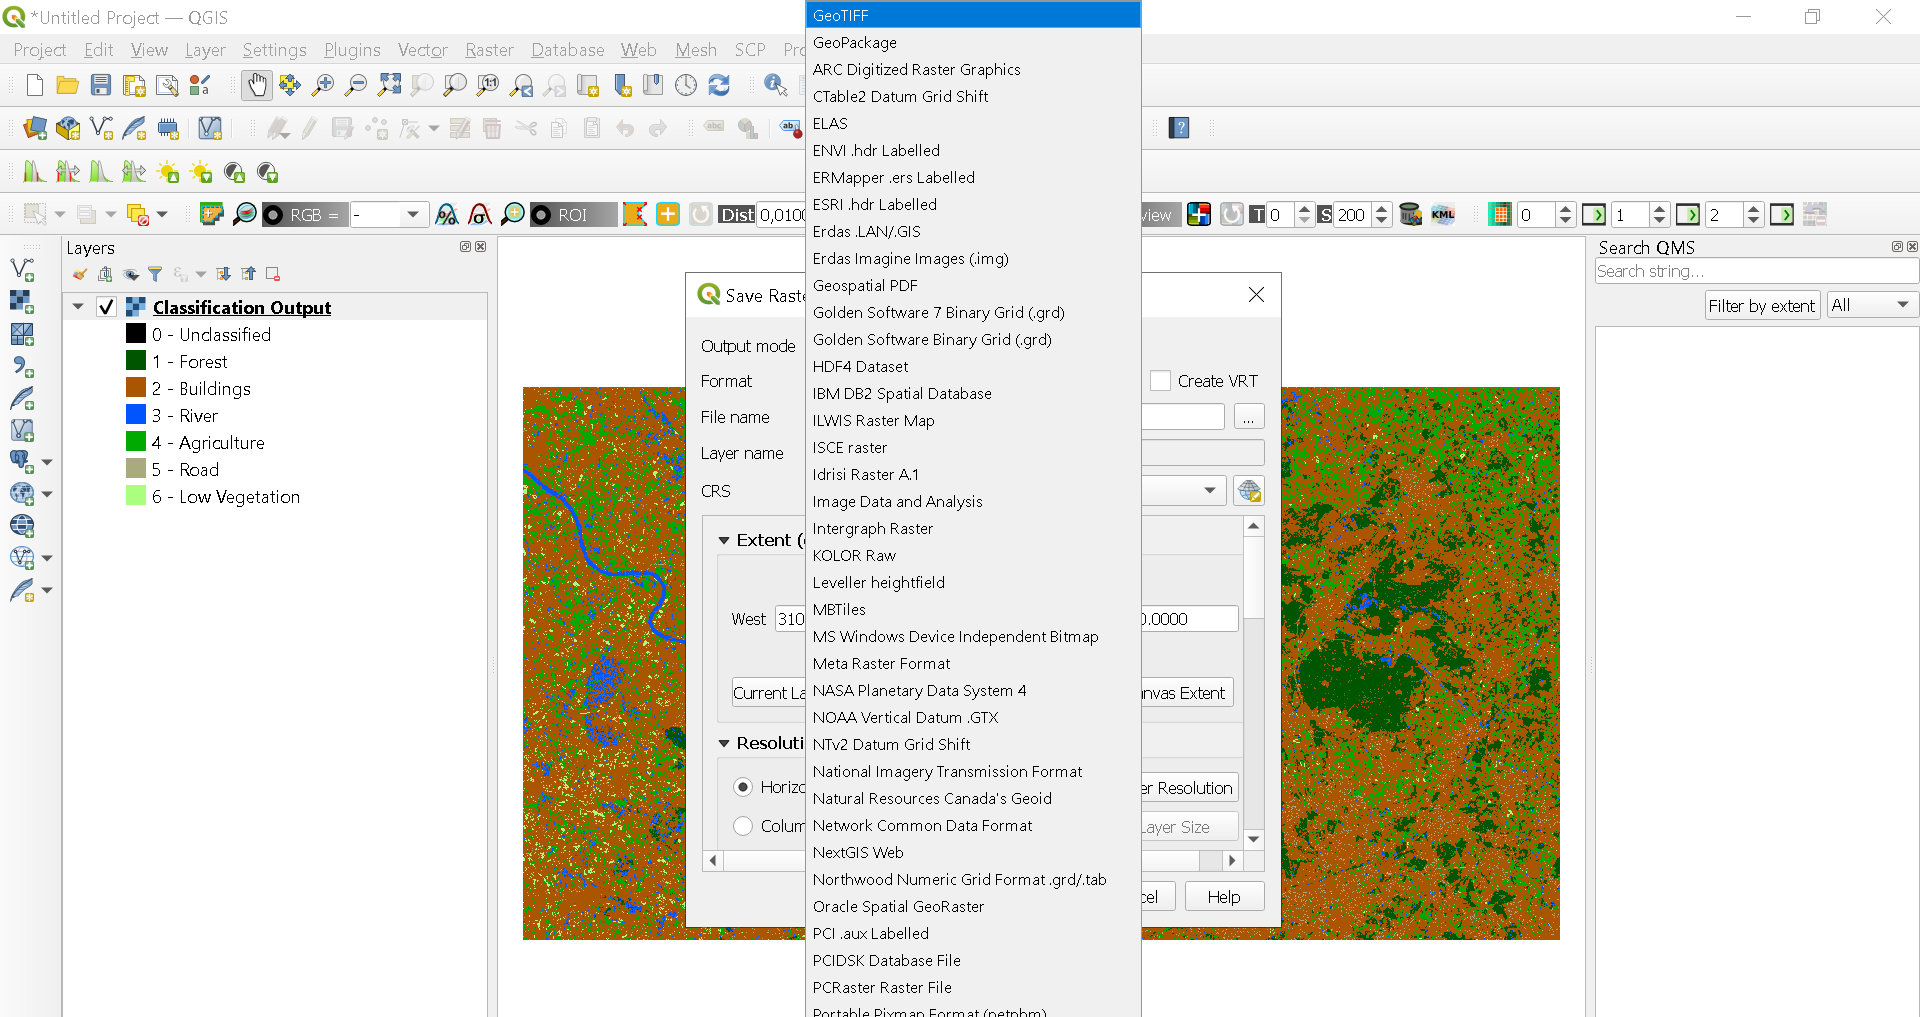 *Untitled Project — QGIS
Project Edit View Layer Settings Plugins Vector Raster Database Web Mesh SCP
RGB = - ROI Dist 0,0100 view T 0 S 200 KML 0 1 2
Layers
Classification Output
0 - Unclassified
1 - Forest
2 - Buildings
3 - River
4 - Agriculture
5 - Road
6 - Low Vegetation
Save Raste
Output mode
Format
Create VRT
File name
...
Layer name
CRS
Extent (
West 310
0.0000
Current La
nvas Extent
Resoluti
Horizo
er Resolution
Colum
Layer Size
cel
Help
GeoTIFF
GeoPackage
ARC Digitized Raster Graphics
CTable2 Datum Grid Shift
ELAS
ENVI .hdr Labelled
ERMapper .ers Labelled
ESRI .hdr Labelled
Erdas .LAN/.GIS
Erdas Imagine Images (.img)
Geospatial PDF
Golden Software 7 Binary Grid (.grd)
Golden Software Binary Grid (.grd)
HDF4 Dataset
IBM DB2 Spatial Database
ILWIS Raster Map
ISCE raster
Idrisi Raster A.1
Image Data and Analysis
Intergraph Raster
KOLOR Raw
Leveller heightfield
MBTiles
MS Windows Device Independent Bitmap
Meta Raster Format
NASA Planetary Data System 4
NOAA Vertical Datum .GTX
NTv2 Datum Grid Shift
National Imagery Transmission Format
Natural Resources Canada's Geoid
Network Common Data Format
NextGIS Web
Northwood Numeric Grid Format .grd/.tab
Oracle Spatial GeoRaster
PCI .aux Labelled
PCIDSK Database File
PCRaster Raster File
Portable Pixmap Format (netpbm)
Search QMS
Search string...
Filter by extent
All